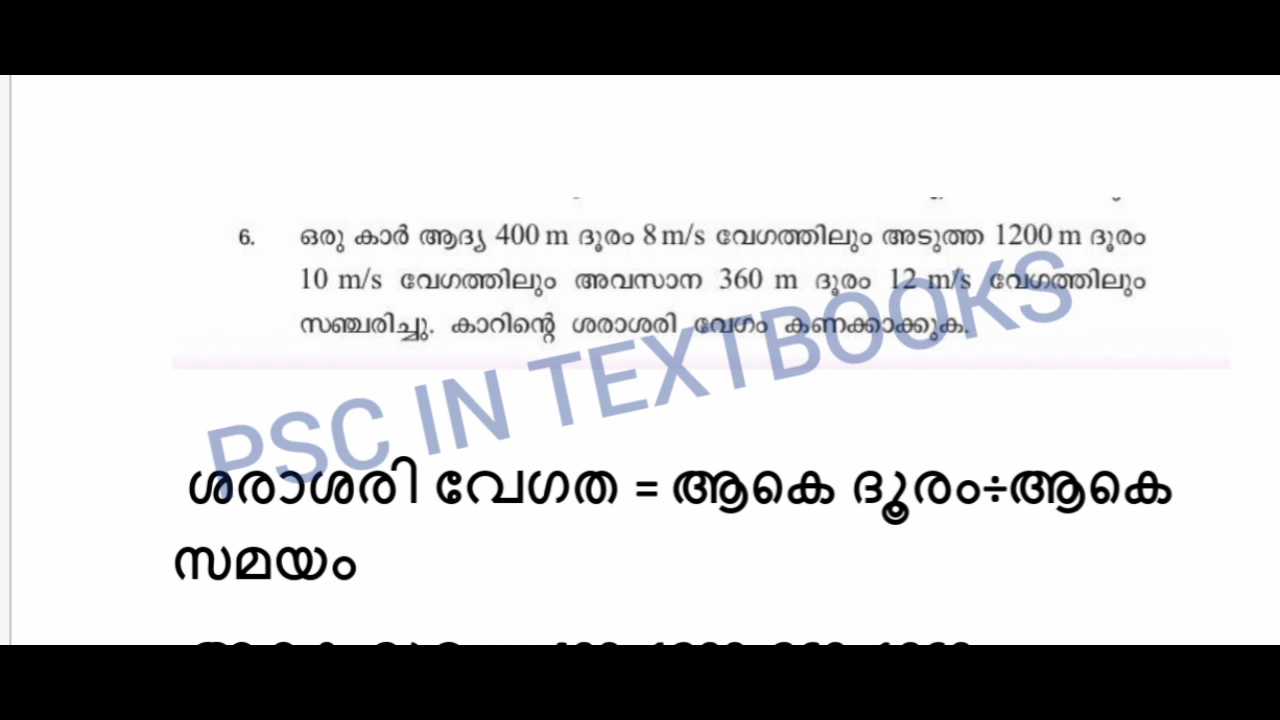 6. ഒരു കാർ ആദ്യ 400 m ദൂരം 8 m/s വേഗത്തിലും അടുത്ത 1200 m ദൂരം
10 m/s വേഗത്തിലും അവസാന 360 m ദൂരം 12 m/s വേഗത്തിലും
സഞ്ചരിച്ചു. കാറിന്റെ ശരാശരി വേഗം കണക്കാക്കുക.
PSC IN TEXTBOOKS
ശരാശരി വേഗത = ആകെ ദൂരം÷ആകെ
സമയം